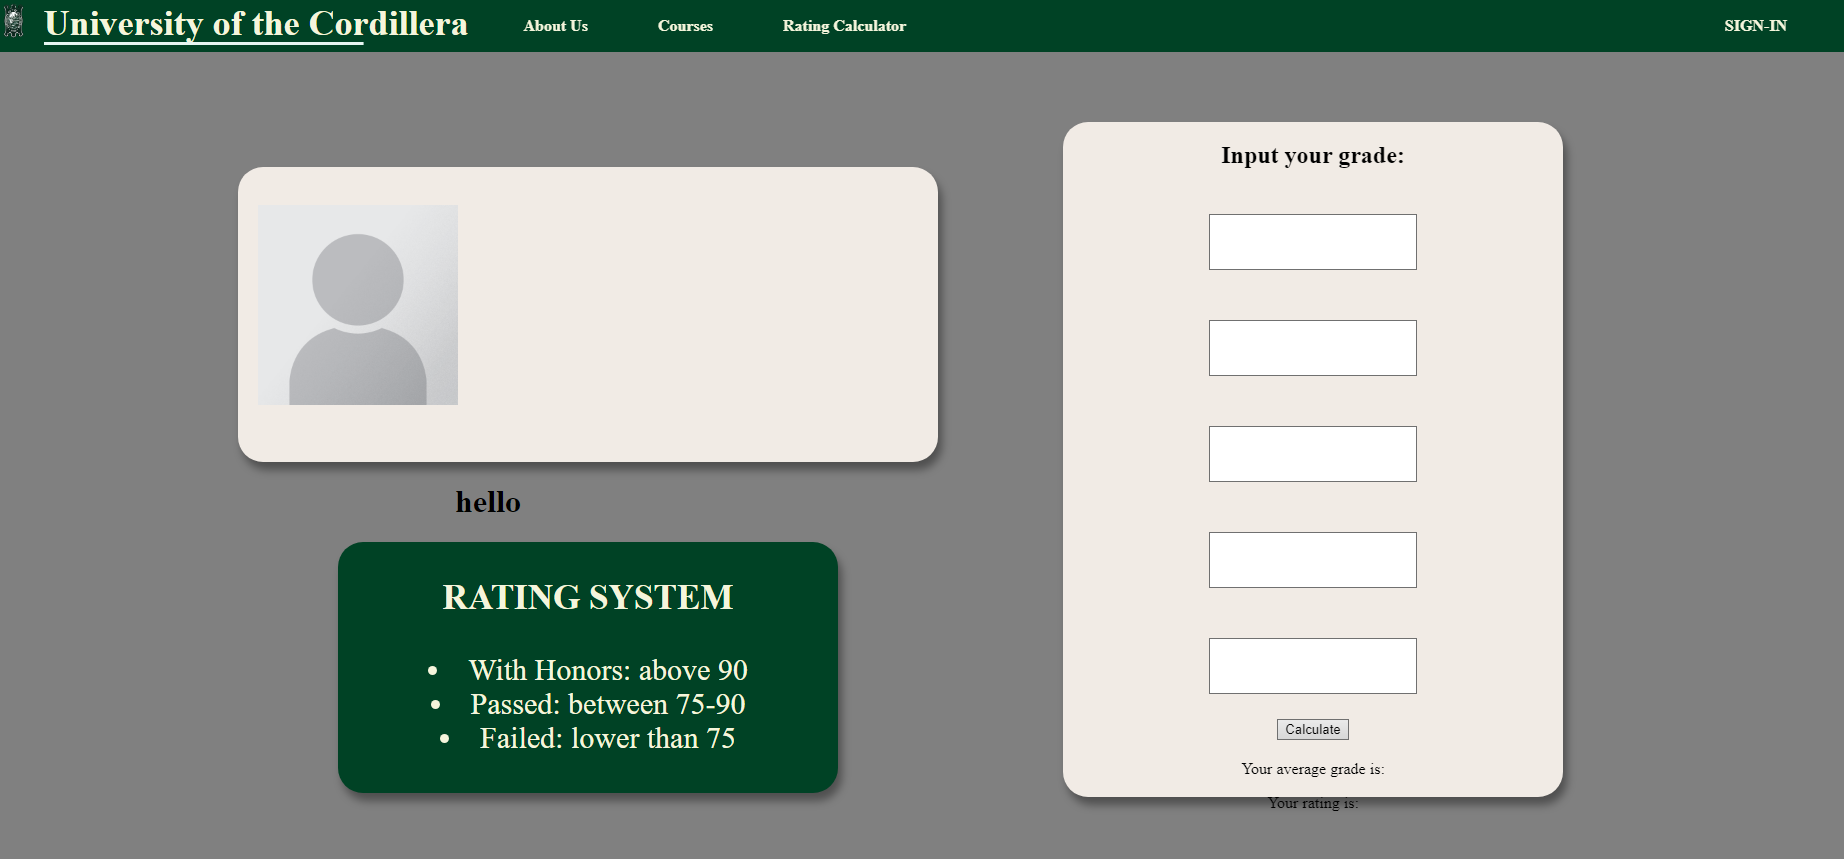 University of the Cordillera
About Us
Courses
Rating Calculator
SIGN-IN
hello
RATING SYSTEM
With Honors: above 90
Passed: between 75-90
Failed: lower than 75
Input your grade:
Calculate
Your average grade is:
Your rating is: